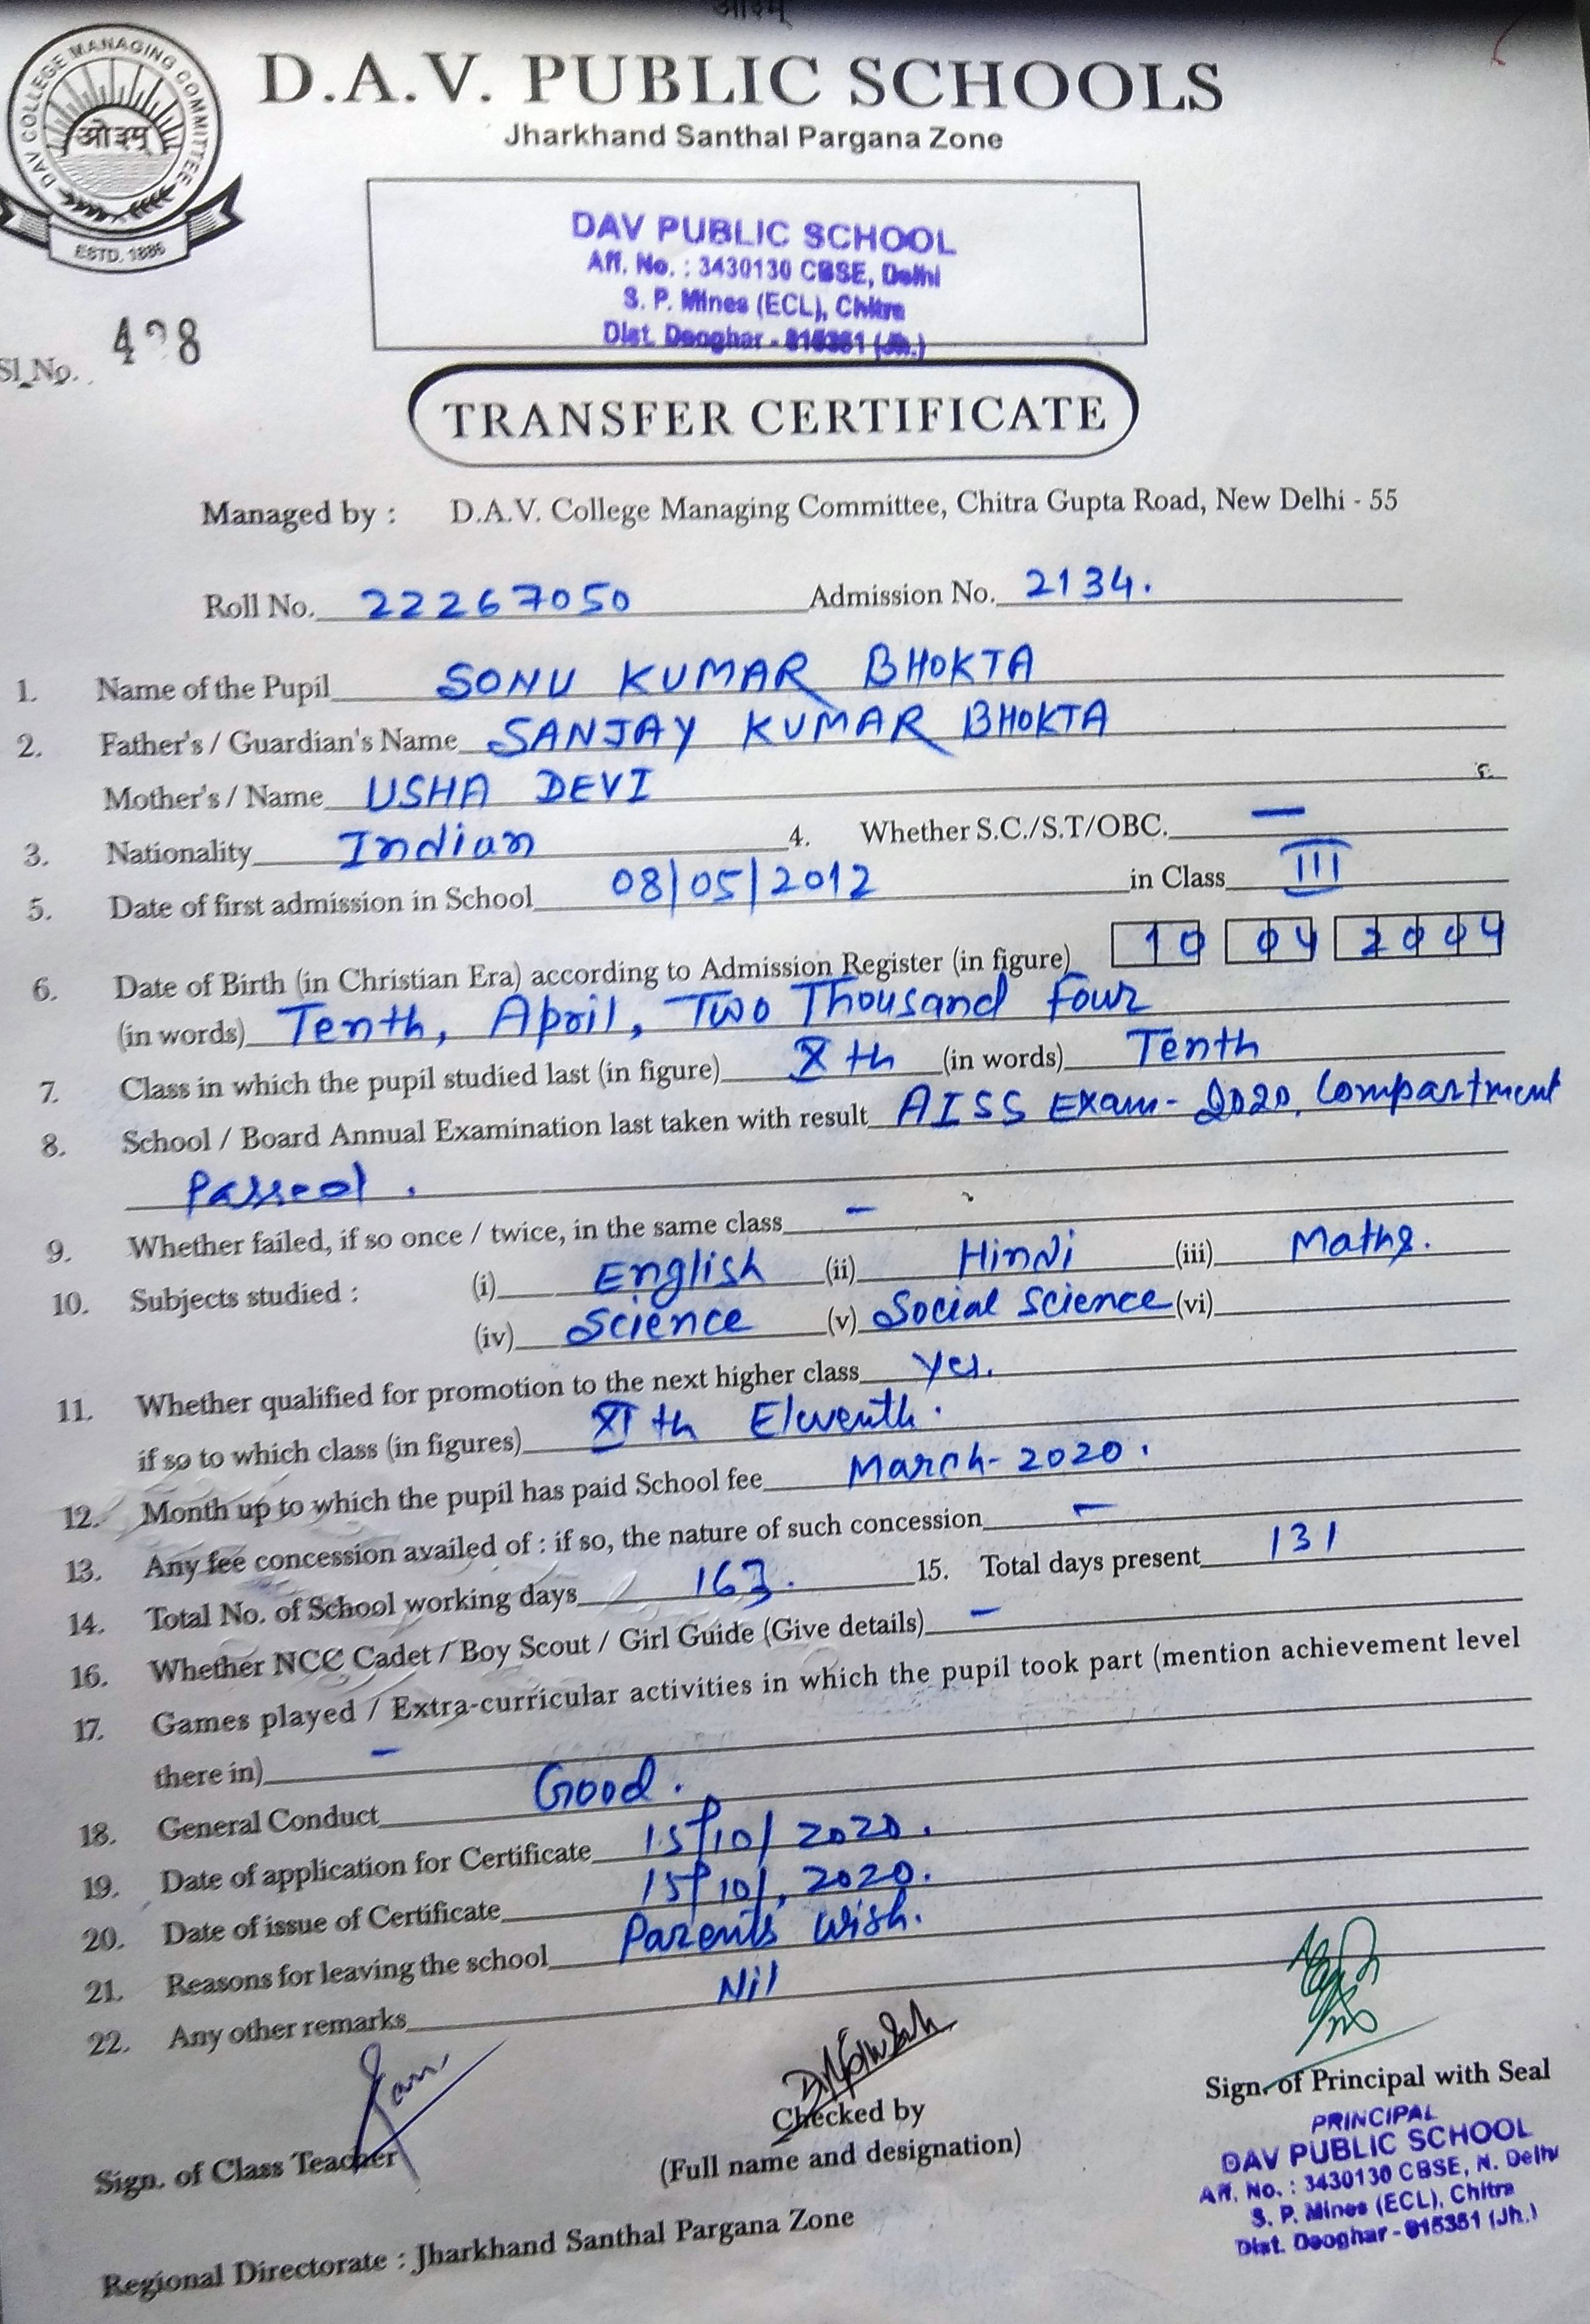 ओ३म्
DAV COLLEGE MANAGING COMMITTEE
ओ३म्
ESTD. 1886
D.A.V. PUBLIC SCHOOLS
Jharkhand Santhal Pargana Zone
DAV PUBLIC SCHOOL
Aff. No. : 3430130 CBSE, Delhi
S. P. Mines (ECL), Chitra
Dist. Deoghar - 815351 (Jh.)
Sl. No.
TRANSFER CERTIFICATE
Managed by : D.A.V. College Managing Committee, Chitra Gupta Road, New Delhi - 55
Roll No. 22267050 Admission No. 2134.
1. Name of the Pupil SONU KUMAR BHOKTA
2. Father's / Guardian's Name SANJAY KUMAR BHOKTA
Mother's / Name USHA DEVI
3. Nationality Indian 4. Whether S.C./S.T/OBC. —
5. Date of first admission in School 08/05/2012 in Class III
6. Date of Birth (in Christian Era) according to Admission Register (in figure) 10 04 2004
(in words) Tenth, April, Two Thousand Four
7. Class in which the pupil studied last (in figure) Xth (in words) Tenth
8. School / Board Annual Examination last taken with result AISS Exam- 2020. Compartment
Passed.
9. Whether failed, if so once / twice, in the same class –
10. Subjects studied : (i) English (ii) Hindi (iii) Maths.
(iv) Science (v) Social Science (vi)
11. Whether qualified for promotion to the next higher class Yes.
if so to which class (in figures) XIth Eleventh.
12. Month up to which the pupil has paid School fee March- 2020.
13. Any fee concession availed of : if so, the nature of such concession –
14. Total No. of School working days 163. 15. Total days present 131
16. Whether NCC Cadet / Boy Scout / Girl Guide (Give details) –
17. Games played / Extra-curricular activities in which the pupil took part (mention achievement level
there in) –
18. General Conduct Good.
19. Date of application for Certificate 15/10/2020.
20. Date of issue of Certificate 15/10/2020.
21. Reasons for leaving the school Parents Wish.
22. Any other remarks Nil
Sign. of Class Teacher
Checked by
(Full name and designation)
Sign. of Principal with Seal
PRINCIPAL
DAV PUBLIC SCHOOL
Aff. No. : 3430130 CBSE, N. Delhi
S. P. Mines (ECL), Chitra
Dist. Deoghar - 815351 (Jh.)
Regional Directorate : Jharkhand Santhal Pargana Zone